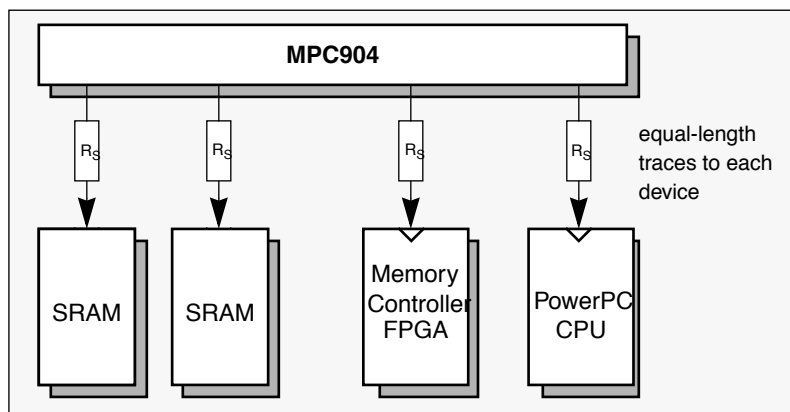 MPC904
RS RS RS RS
equal-length
traces to each
device
SRAM
SRAM
Memory
Controller
FPGA
PowerPC
CPU